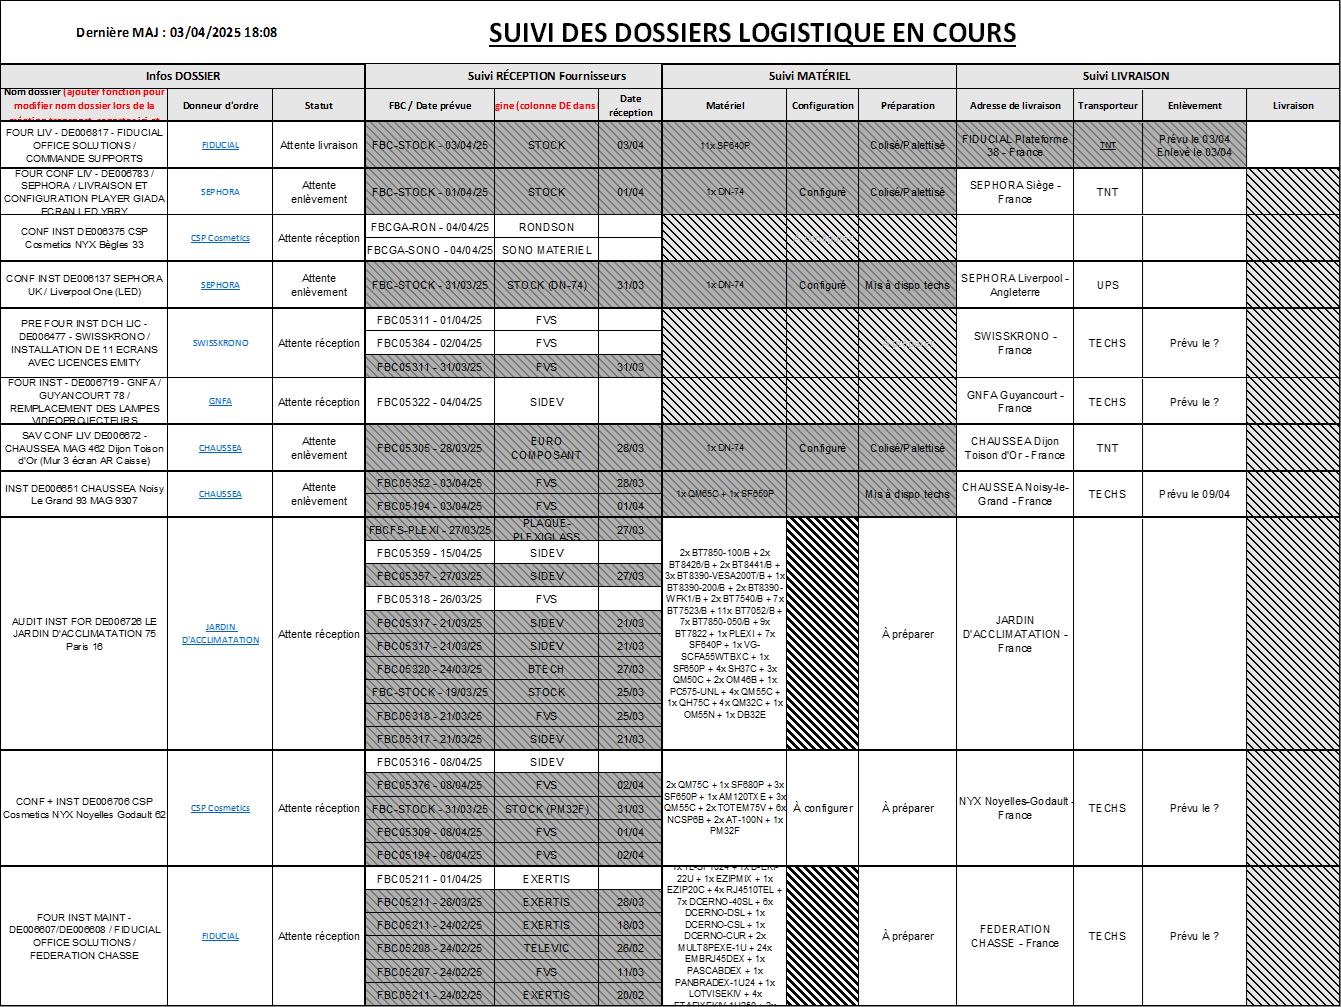 Dernière MAJ : 03/04/2025 18:08
SUIVI DES DOSSIERS LOGISTIQUE EN COURS
Infos DOSSIER
Suivi RÉCEPTION Fournisseurs
Suivi MATÉRIEL
Suivi LIVRAISON
Nom dossier (ajouter fonction pour
modifier nom dossier lors de la
Donneur d'ordre
Statut
FBC / Date prévue
gine (colonne DE dans
Date
réception
Matériel
Configuration
Préparation
Adresse de livraison
Transporteur
Enlèvement
Livraison
FOUR LIV - DE006817 - FIDUCIAL
OFFICE SOLUTIONS /
COMMANDE SUPPORTS
FIDUCIAL
Attente livraison
FBC-STOCK - 03/04/25
STOCK
03/04
11x SF640P
Colisé/Palettisé
FIDUCIAL Plateforme
38 - France
TNT
Prévu le 03/04
Enlevé le 03/04
FOUR CONF LIV - DE006783 /
SEPHORA / LIVRAISON ET
CONFIGURATION PLAYER GIADA
ECRAN LED YBRY
SEPHORA
Attente
enlèvement
FBC-STOCK - 01/04/25
STOCK
01/04
1x DN-74
Configuré
Colisé/Palettisé
SEPHORA Siège -
France
TNT
CONF INST DE006375 CSP
Cosmetics NYX Bègles 33
CSP Cosmetics
Attente réception
FBCGA-RON - 04/04/25
RONDSON
FBCGA-SONO - 04/04/25
SONO MATERIEL
CONF INST DE006137 SEPHORA
UK / Liverpool One (LED)
SEPHORA
Attente
enlèvement
FBC-STOCK - 31/03/25
STOCK (DN-74)
31/03
1x DN-74
Configuré
Mis à dispo techs
SEPHORA Liverpool -
Angleterre
UPS
PRE FOUR INST DCH LIC -
DE006477 - SWISSKRONO /
INSTALLATION DE 11 ECRANS
AVEC LICENCES EMITY
SWISSKRONO
Attente réception
FBC05311 - 01/04/25
FVS
FBC05384 - 02/04/25
FVS
FBC05311 - 31/03/25
FVS
31/03
SWISSKRONO -
France
TECHS
Prévu le ?
FOUR INST - DE006719 - GNFA /
GUYANCOURT 78 /
REMPLACEMENT DES LAMPES
VIDEOPROJECTEURS
GNFA
Attente réception
FBC05322 - 04/04/25
SIDEV
GNFA Guyancourt -
France
TECHS
Prévu le ?
SAV CONF LIV DE006672 -
CHAUSSEA MAG 462 Dijon Toison
d'Or (Mur 3 écran AR Caisse)
CHAUSSEA
Attente
enlèvement
FBC05305 - 28/03/25
EURO
COMPOSANT
28/03
1x DN-74
Configuré
Colisé/Palettisé
CHAUSSEA Dijon
Toison d'Or - France
TNT
INST DE006651 CHAUSSEA Noisy
Le Grand 93 MAG 9307
CHAUSSEA
Attente
enlèvement
FBC05352 - 03/04/25
FVS
28/03
FBC05194 - 03/04/25
FVS
01/04
1x QM65C + 1x SF650P
Mis à dispo techs
CHAUSSEA Noisy-le-
Grand - France
TECHS
Prévu le 09/04
AUDIT INST FOR DE006726 LE
JARDIN D'ACCLIMATATION 75
Paris 16
JARDIN
D'ACCLIMATATION
Attente réception
FBCFS-PLEXI - 27/03/25
PLAQUE-
PLEXIGLASS
27/03
FBC05359 - 15/04/25
SIDEV
FBC05357 - 27/03/25
SIDEV
27/03
FBC05318 - 26/03/25
FVS
FBC05317 - 21/03/25
SIDEV
21/03
FBC05317 - 21/03/25
SIDEV
21/03
FBC05320 - 24/03/25
BTECH
27/03
FBC-STOCK - 19/03/25
STOCK
25/03
FBC05318 - 21/03/25
FVS
25/03
FBC05317 - 21/03/25
SIDEV
21/03
2x BT7850-100/B + 2x
BT8426/B + 2x BT8441/B +
3x BT8390-VESA200T/B + 1x
BT8390-200/B + 2x BT8390-
WFK1/B + 2x BT7540/B + 7x
BT7523/B + 11x BT7052/B +
7x BT7850-050/B + 9x
BT7822 + 1x PLEXI + 7x
SF640P + 1x VG-
SCFA55WTBXC + 1x
SF650P + 4x SH37C + 3x
QM50C + 2x OM46B + 1x
PC575-UNL + 4x QM55C +
1x QH75C + 4x QM32C + 1x
OM55N + 1x DB32E
À préparer
JARDIN
D'ACCLIMATATION -
France
CONF + INST DE006706 CSP
Cosmetics NYX Noyelles Godault 62
CSP Cosmetics
Attente réception
FBC05316 - 08/04/25
SIDEV
FBC05376 - 08/04/25
FVS
02/04
FBC-STOCK - 31/03/25
STOCK (PM32F)
31/03
FBC05309 - 08/04/25
FVS
01/04
FBC05194 - 08/04/25
FVS
02/04
2x QM75C + 1x SF680P + 3x
SF650P + 1x AM120TXE + 3x
QM55C + 2x TOTEM75V + 6x
NCSP6B + 2x AT-100N + 1x
PM32F
À configurer
À préparer
NYX Noyelles-Godault -
France
TECHS
Prévu le ?
FOUR INST MAINT -
DE006607/DE006608 / FIDUCIAL
OFFICE SOLUTIONS /
FEDERATION CHASSE
FIDUCIAL
Attente réception
FBC05211 - 01/04/25
EXERTIS
FBC05211 - 28/03/25
EXERTIS
28/03
FBC05211 - 24/02/25
EXERTIS
18/03
FBC05208 - 24/02/25
TELEVIC
26/02
FBC05207 - 24/02/25
FVS
11/03
FBC05211 - 24/02/25
EXERTIS
20/02
22U + 1x EZIPMIX + 1x
EZIP20C + 4x RJ4510TEL +
7x DCERNO-40SL + 6x
DCERNO-DSL + 1x
DCERNO-CSL + 1x
DCERNO-CUR + 2x
MULT8PEXE-1U + 24x
EMBRJ45DEX + 1x
PASCABDEX + 1x
PANBRADEX-1U24 + 1x
LOTVISEKIV + 4x
À préparer
FEDERATION
CHASSE - France
TECHS
Prévu le ?